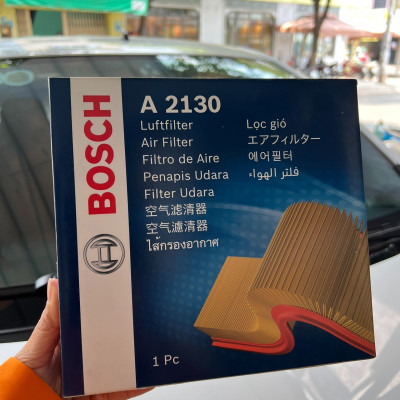 BOSCH
A 2130
Luftfilter
Air Filter
Filtro de Aire
Penapis Udara
Filter Udara
空气滤清器
空氣濾清器
ไส้กรองอากาศ
Lọc gió
エアフィルター
에어필터
فلتر الهواء
1 Pc